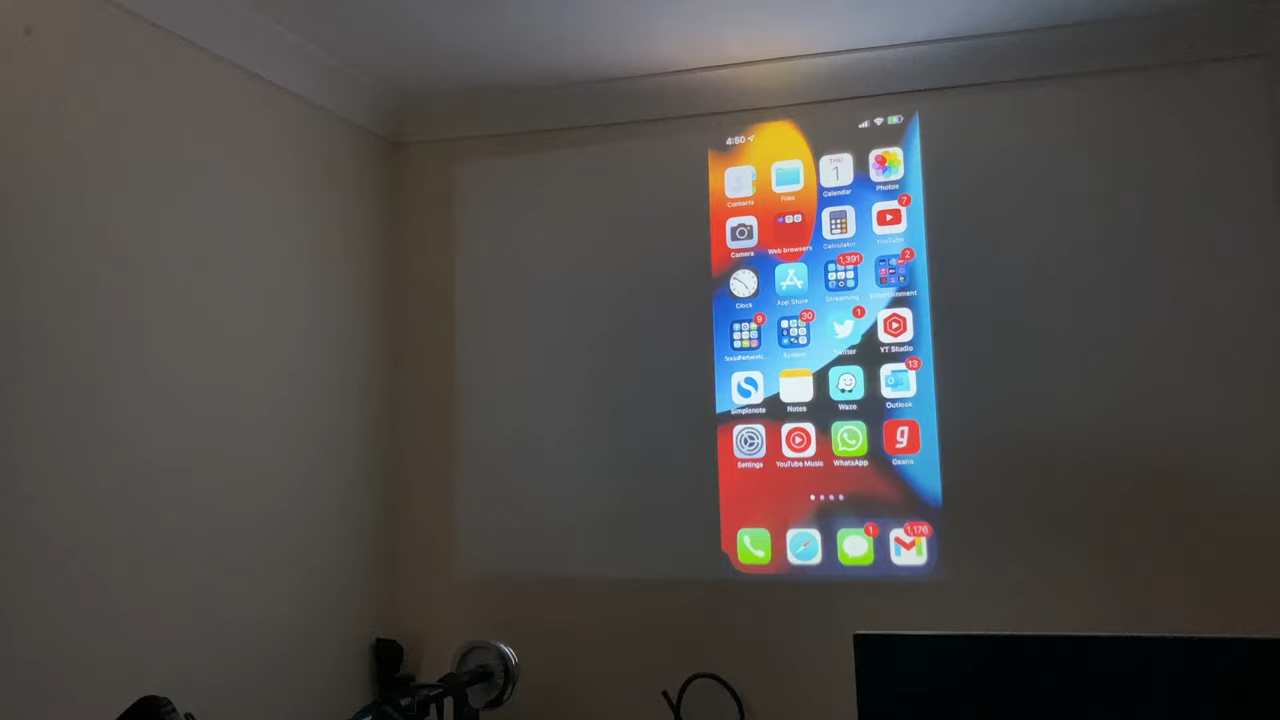 4:50
THU
1
Contacts Files Calendar Photos
7
Camera Web browsers Calculator YouTube
1,391 2
Clock App Store Streaming Entertainment
9 30 1
SocialNetwork... System Twitter YT Studio
13
Simplenote Notes Waze Outlook
g
Settings YouTube Music WhatsApp Gaana
1 1,176